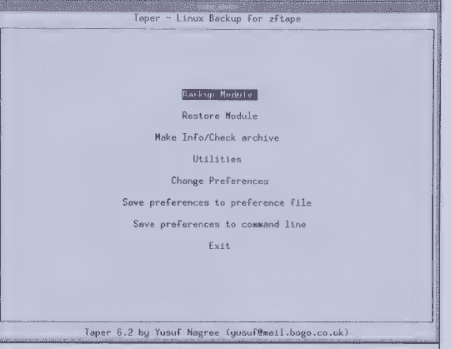 Taper - Linux Backup for zftape
Backup Module
Restore Module
Make Info/Check archive
Utilities
Change Preferences
Save preferences to preference file
Save preferences to command line
Exit
Taper 6.2 by Yusuf Nagree (yusuf@mail.bogo.co.uk)